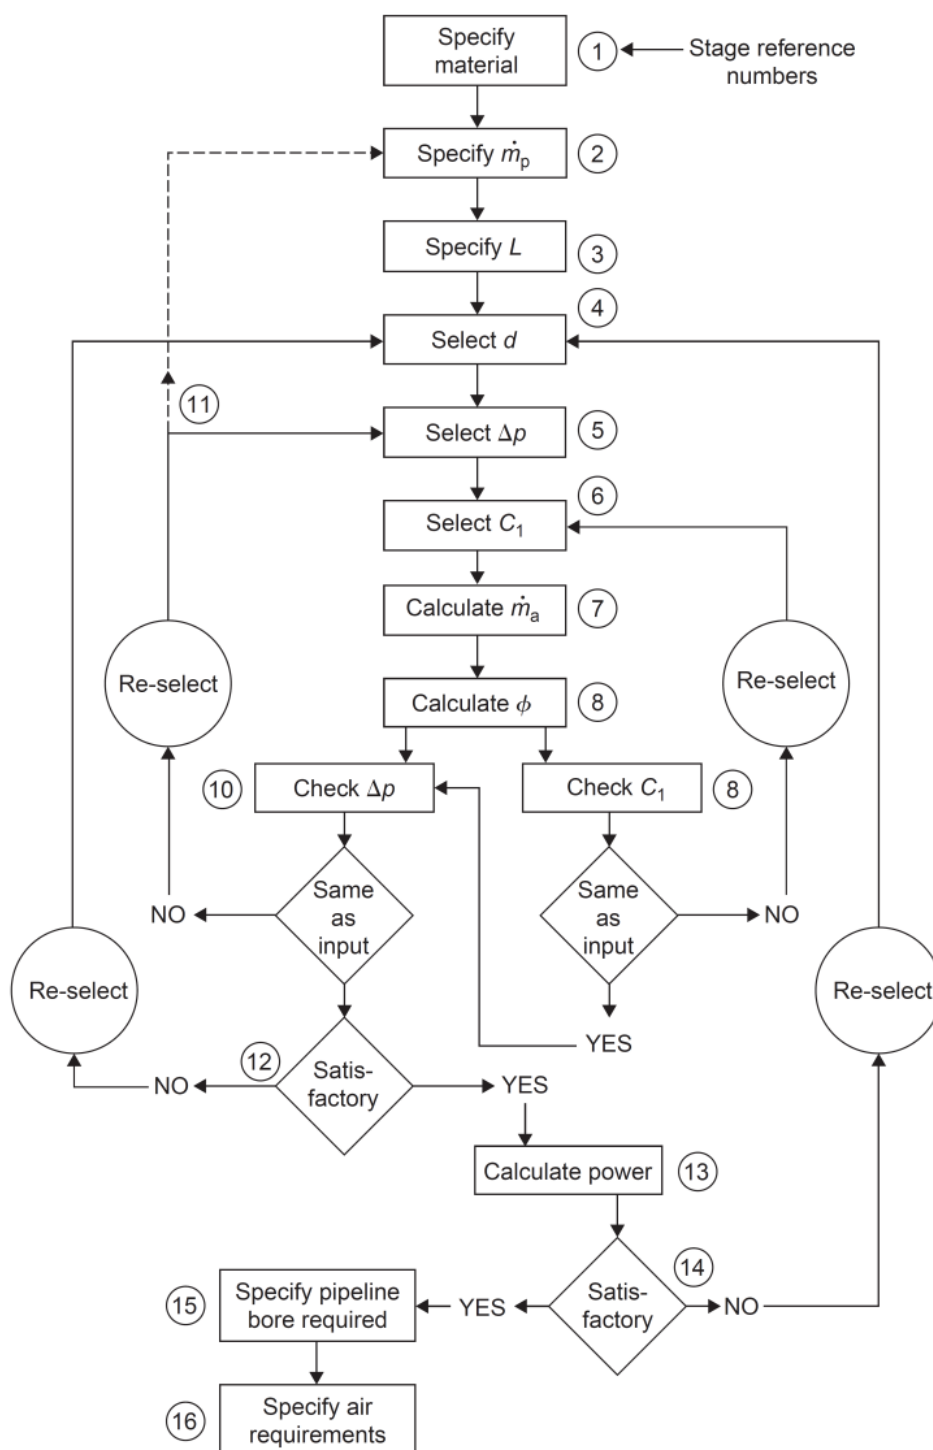 Specify
material
1
Stage reference
numbers
Specify ṁp
2
Specify L
3
4
Select d
11
Select Δp
5
6
Select C1
Calculate ṁa
7
Re-select
Re-select
Calculate ϕ
8
10
Check Δp
Check C1
8
Same
as
input
NO
Same
as
input
NO
Re-select
Re-select
YES
12
Satis-
factory
NO
YES
Calculate power
13
14
Satis-
factory
NO
YES
15
Specify pipeline
bore required
16
Specify air
requirements